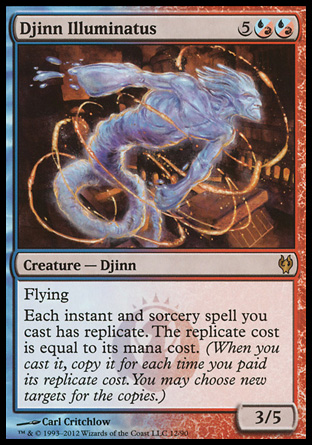 Djinn Illuminatus 5
Creature — Djinn
Flying
Each instant and sorcery spell you
cast has replicate. The replicate cost
is equal to its mana cost. (When you
cast it, copy it for each time you paid
its replicate cost. You may choose new
targets for the copies.)
Carl Critchlow
™ & © 1993–2012 Wizards of the Coast LLC 12/90
3/5